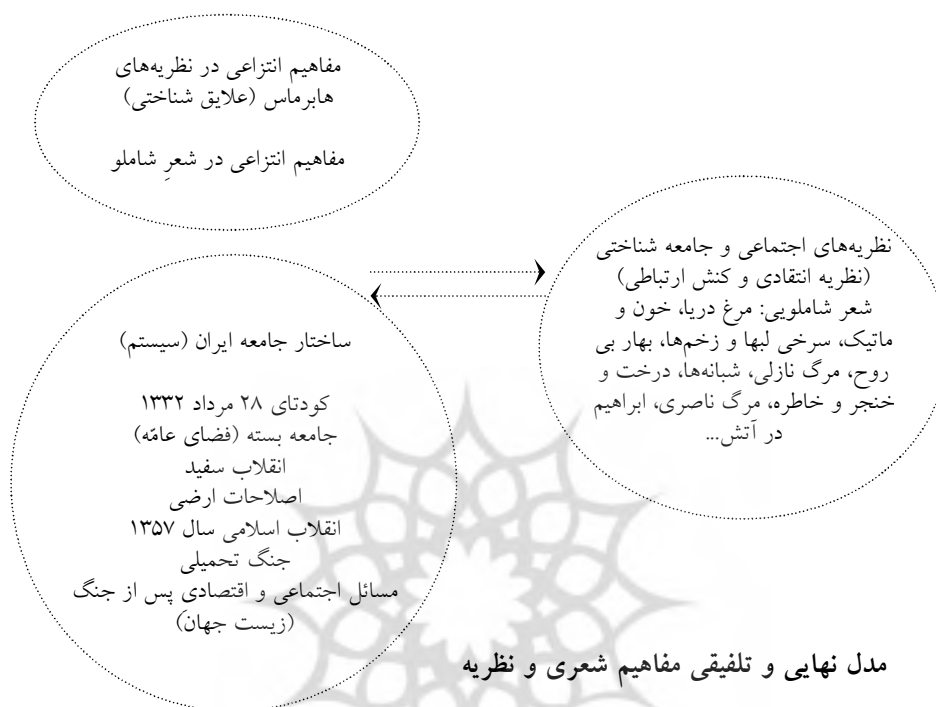 مفاهیم انتزاعی در نظریه‌های
هابرماس (علایق شناختی)
مفاهیم انتزاعی در شعرِ شاملو
نظریه‌های اجتماعی و جامعه شناختی
(نظریه انتقادی و کنش ارتباطی)
شعر شاملویی: مرغ دریا، خون و
ماتیک، سرخی لبها و زخم‌ها، بهار بی
روح، مرگ نازلی، شبانه‌ها، درخت و
خنجر و خاطره، مرگ ناصری، ابراهیم
در آتش...
ساختار جامعه ایران (سیستم)
کودتای ۲۸ مرداد ۱۳۳۲
جامعه بسته (فضای عامّه)
انقلاب سفید
اصلاحات ارضی
انقلاب اسلامی سال ۱۳۵۷
جنگ تحمیلی
مسائل اجتماعی و اقتصادی پس از جنگ
(زیست جهان)
مدل نهایی و تلفیقی مفاهیم شعری و نظریه